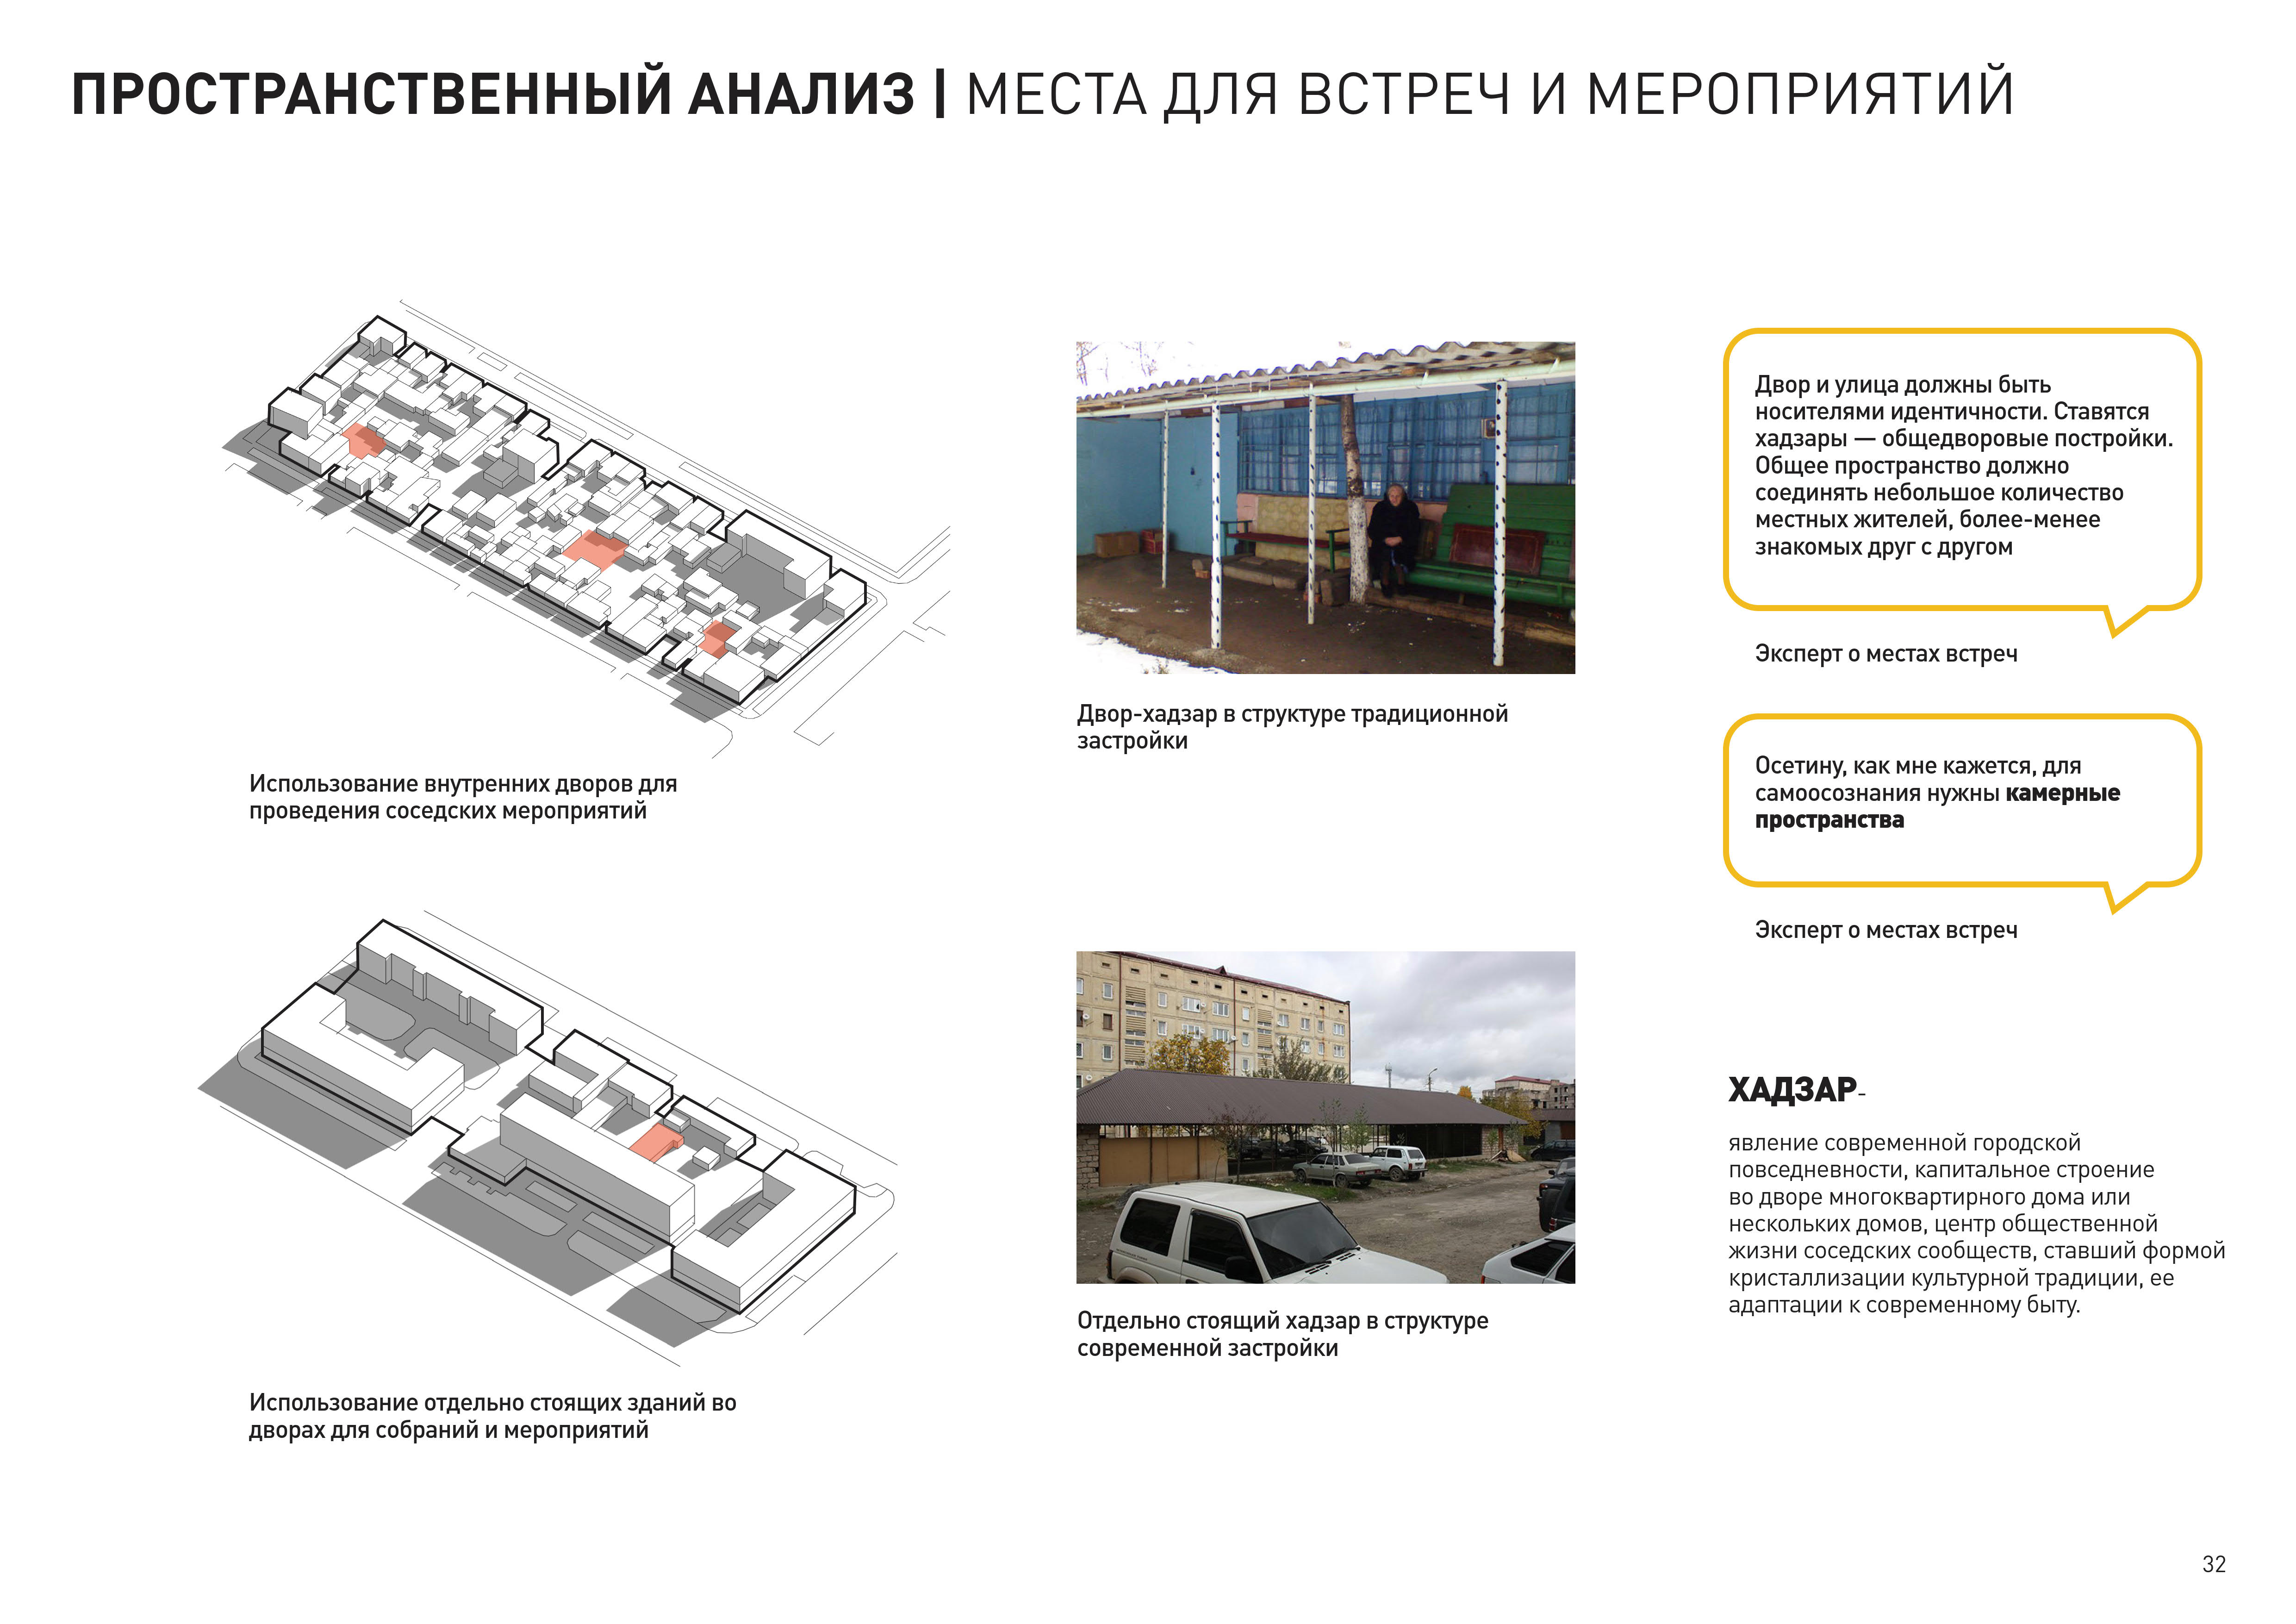 ПРОСТРАНСТВЕННЫЙ АНАЛИЗ | МЕСТА ДЛЯ ВСТРЕЧ И МЕРОПРИЯТИЙ
Использование внутренних дворов для
проведения соседских мероприятий
Двор-хадзар в структуре традиционной
застройки
Двор и улица должны быть
носителями идентичности. Ставятся
хадзары — общедворовые постройки.
Общее пространство должно
соединять небольшое количество
местных жителей, более-менее
знакомых друг с другом
Эксперт о местах встреч
Осетину, как мне кажется, для
самоосознания нужны камерные
пространства
Эксперт о местах встреч
Использование отдельно стоящих зданий во
дворах для собраний и мероприятий
Отдельно стоящий хадзар в структуре
современной застройки
ХАДЗАР-
явление современной городской
повседневности, капитальное строение
во дворе многоквартирного дома или
нескольких домов, центр общественной
жизни соседских сообществ, ставший формой
кристаллизации культурной традиции, ее
адаптации к современному быту.
32